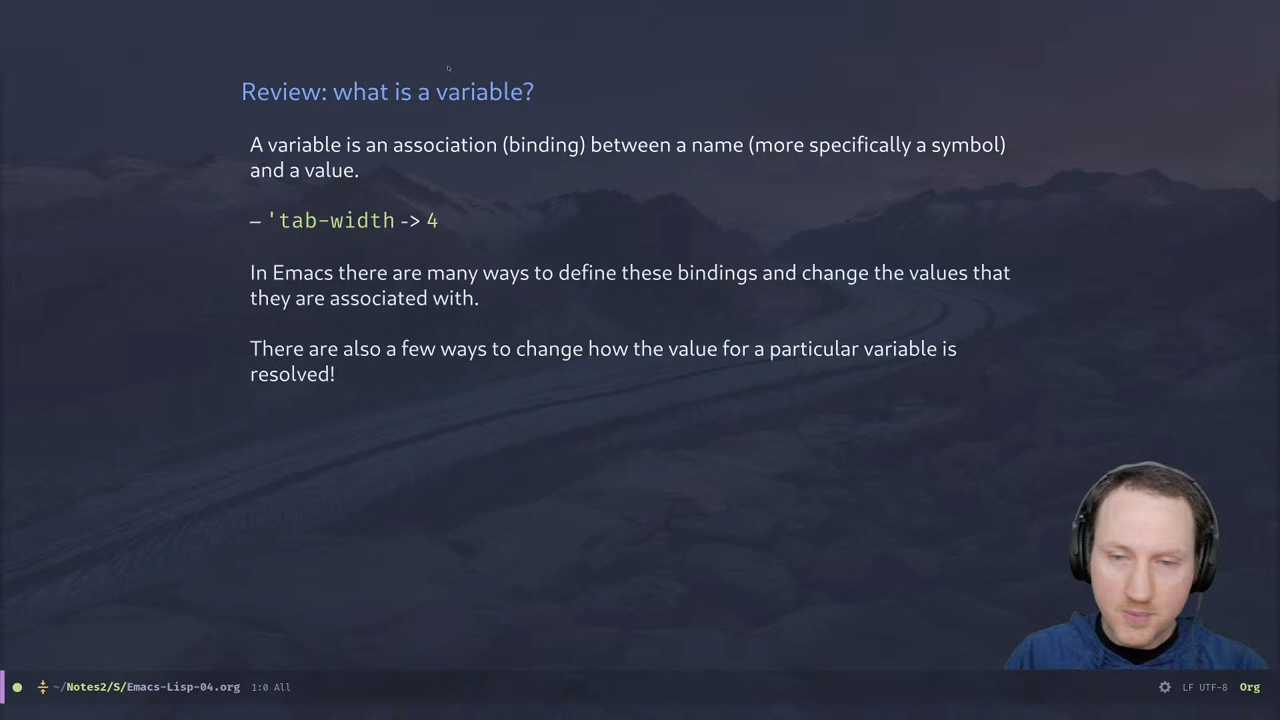 Review: what is a variable?
A variable is an association (binding) between a name (more specifically a symbol)
and a value.
– 'tab-width -> 4
In Emacs there are many ways to define these bindings and change the values that
they are associated with.
There are also a few ways to change how the value for a particular variable is
resolved!
~/Notes2/S/Emacs-Lisp-04.org 1:0 All LF UTF-8 Org